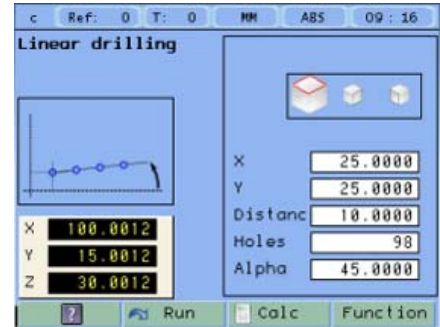 c Ref: 0 T: 0 MM ABS 09 : 16
Linear drilling
X 25.0000
Y 25.0000
Distanc 10.0000
Holes 98
Alpha 45.0000
X 100.0012
Y 15.0012
Z 30.0012
? Run Calc Function